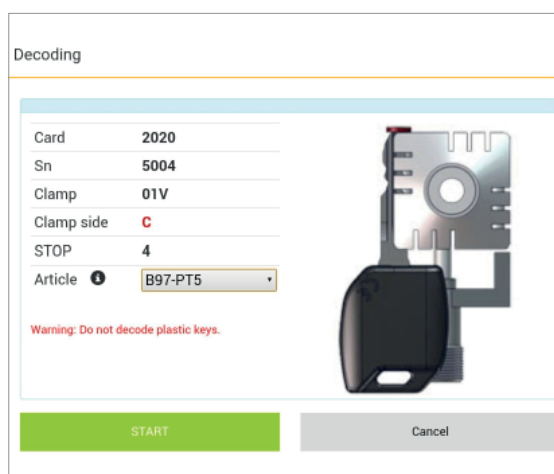 Decoding
Card 2020
Sn 5004
Clamp 01V
Clamp side C
STOP 4
Article B97-PT5
Warning: Do not decode plastic keys.
START Cancel